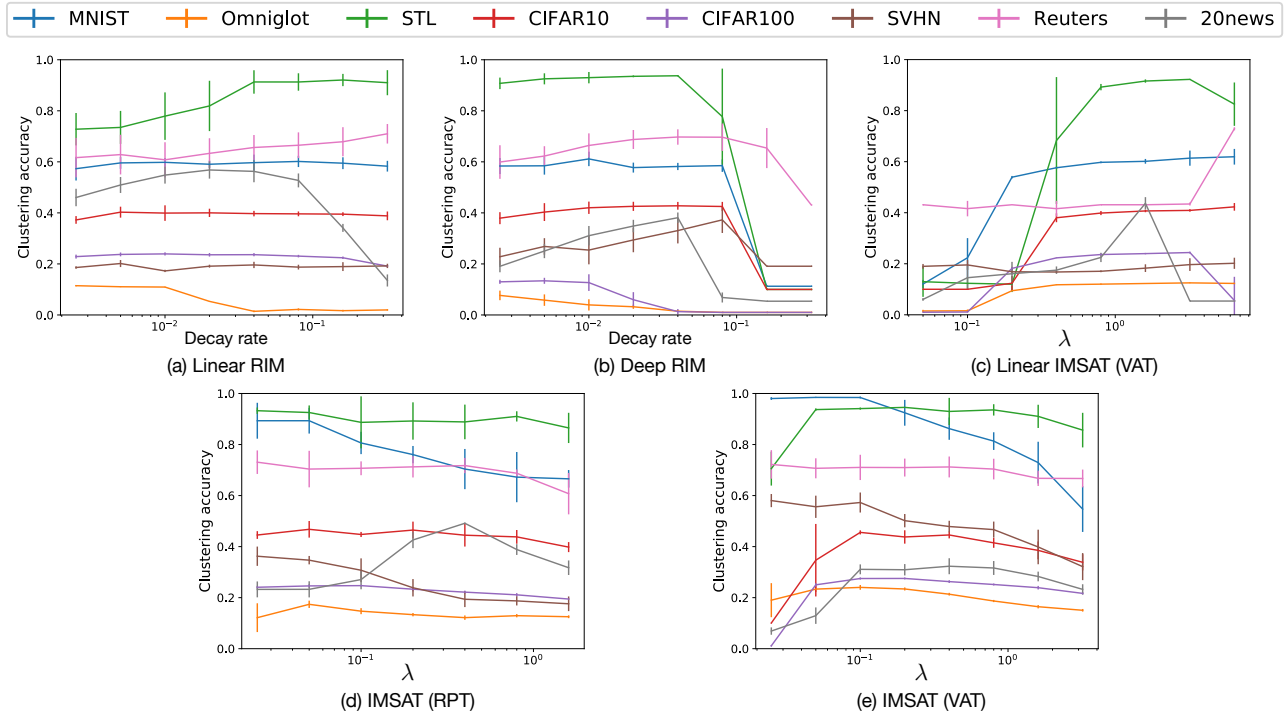 MNIST Omniglot STL CIFAR10 CIFAR100 SVHN Reuters 20news
1.0
0.8
0.6
0.4
0.2
0.0
Clustering accuracy
10⁻² 10⁻¹
Decay rate
(a) Linear RIM
1.0
0.8
0.6
0.4
0.2
0.0
Clustering accuracy
10⁻² 10⁻¹
Decay rate
(b) Deep RIM
1.0
0.8
0.6
0.4
0.2
0.0
Clustering accuracy
10⁻¹ 10⁰
λ
(c) Linear IMSAT (VAT)
1.0
0.8
0.6
0.4
0.2
0.0
Clustering accuracy
10⁻¹ 10⁰
λ
(d) IMSAT (RPT)
1.0
0.8
0.6
0.4
0.2
0.0
Clustering accuracy
10⁻¹ 10⁰
λ
(e) IMSAT (VAT)